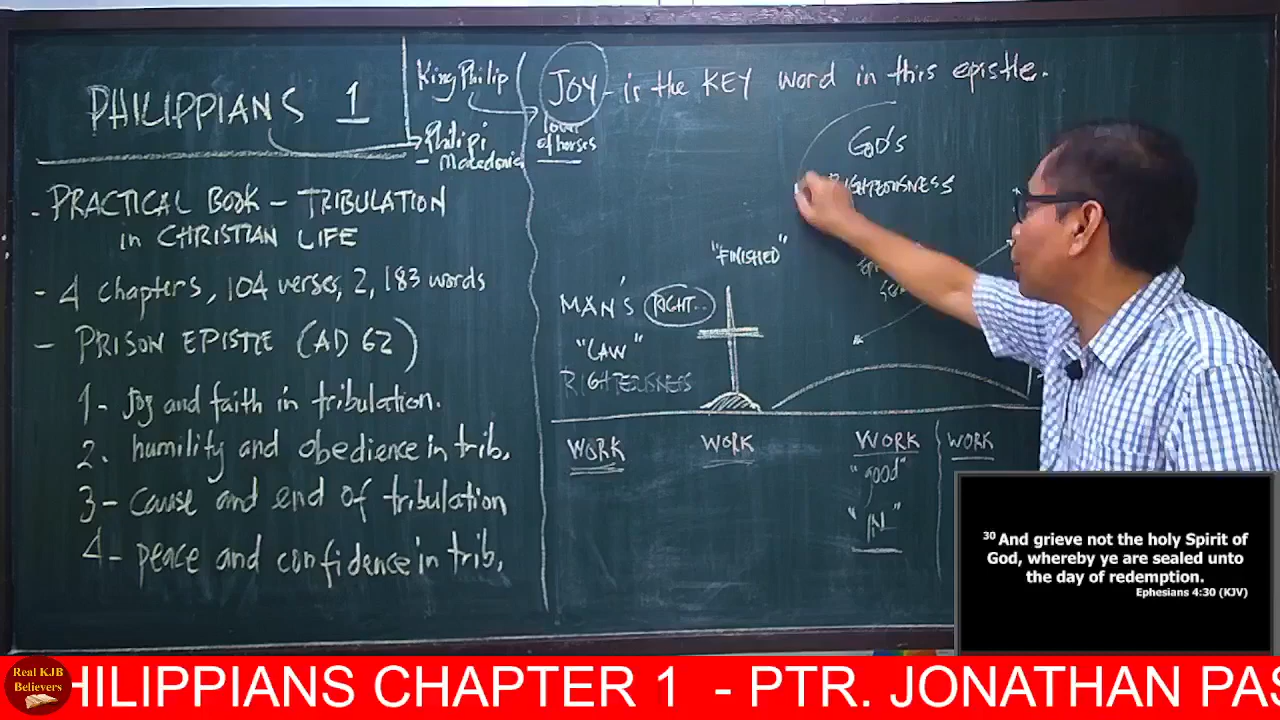 PHILIPPIANS 1
King Philip
Philipi
- Macedonia
of horses
- PRACTICAL BOOK - TRIBULATION
in CHRISTIAN LIFE
- 4 chapters, 104 verses, 2,183 words
- PRISON EPISTLE (AD 62)
1- Joy and faith in tribulation.
2. humility and obedience in trib.
3- cause and end of tribulation
4- peace and confidence in trib.
JOY - is the KEY word in this epistle.
God's
RIGHTEOUSNESS
"FINISHED"
MAN'S RIGHT...
"LAW"
WORK WORK WORK WORK
"good"
"IN"
30 And grieve not the holy Spirit of
God, whereby ye are sealed unto
the day of redemption.
Ephesians 4:30 (KJV)
Real KJB
Believers
HILIPPIANS CHAPTER 1 - PTR. JONATHAN PAS